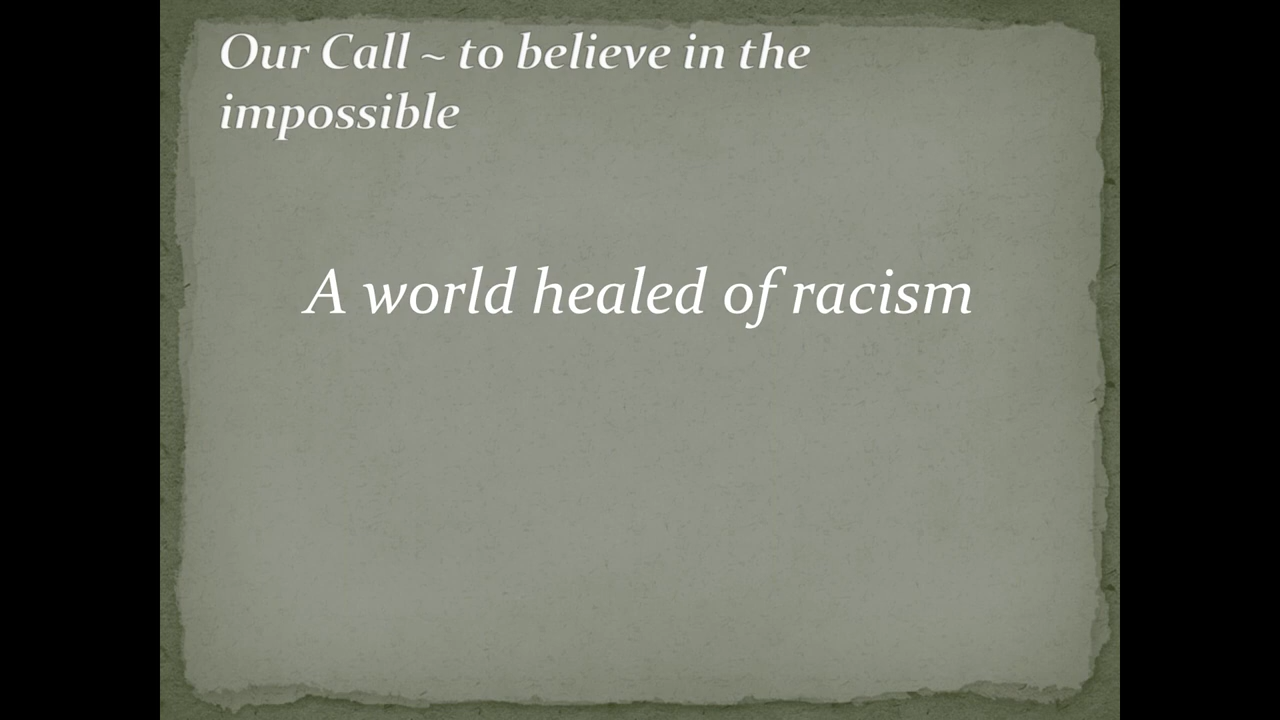 Our Call ~ to believe in the
impossible
A world healed of racism